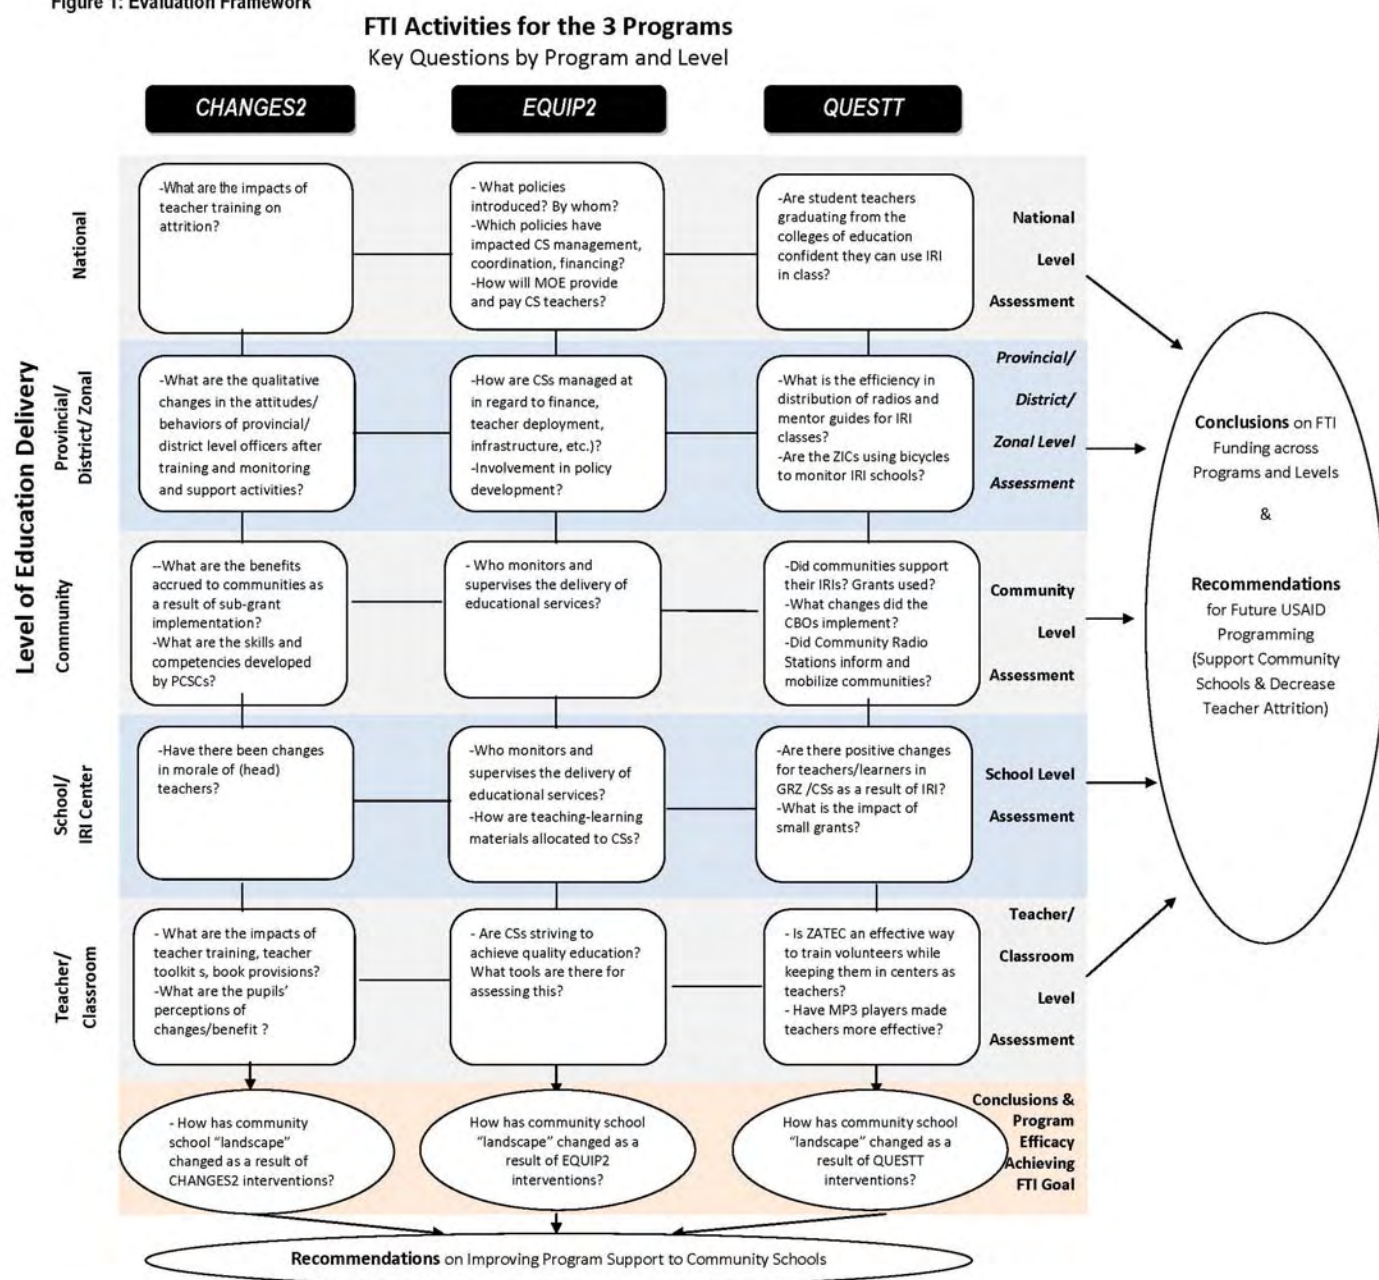 Figure 1: Evaluation Framework
FTI Activities for the 3 Programs
Key Questions by Program and Level
CHANGES2
EQUIP2
QUESTT
Level of Education Delivery
National
-What are the impacts of
teacher training on
attrition?
- What policies
introduced? By whom?
-Which policies have
impacted CS management,
coordination, financing?
-How will MOE provide
and pay CS teachers?
-Are student teachers
graduating from the
colleges of education
confident they can use IRI
in class?
National
Level
Assessment
Provincial/
District/ Zonal
-What are the qualitative
changes in the attitudes/
behaviors of provincial/
district level officers after
training and monitoring
and support activities?
-How are CSs managed at
in regard to finance,
teacher deployment,
infrastructure, etc.)?
-Involvement in policy
development?
-What is the efficiency in
distribution of radios and
mentor guides for IRI
classes?
-Are the ZICs using bicycles
to monitor IRI schools?
Provincial/
District/
Zonal Level
Assessment
Community
--What are the benefits
accrued to communities as
a result of sub-grant
implementation?
-What are the skills and
competencies developed
by PCSCs?
- Who monitors and
supervises the delivery of
educational services?
-Did communities support
their IRIs? Grants used?
-What changes did the
CBOs implement?
-Did Community Radio
Stations inform and
mobilize communities?
Community
Level
Assessment
School/
IRI Center
-Have there been changes
in morale of (head)
teachers?
-Who monitors and
supervises the delivery of
educational services?
-How are teaching-learning
materials allocated to CSs?
-Are there positive changes
for teachers/learners in
GRZ /CSs as a result of IRI?
-What is the impact of
small grants?
School Level
Assessment
Teacher/
Classroom
- What are the impacts of
teacher training, teacher
toolkit s, book provisions?
-What are the pupils'
perceptions of
changes/benefit ?
- Are CSs striving to
achieve quality education?
What tools are there for
assessing this?
- Is ZATEC an effective way
to train volunteers while
keeping them in centers as
teachers?
- Have MP3 players made
teachers more effective?
Teacher/
Classroom
Level
Assessment
- How has community
school "landscape"
changed as a result of
CHANGES2 interventions?
How has community school
"landscape" changed as a
result of EQUIP2
interventions?
How has community school
"landscape" changed as a
result of QUESTT
interventions?
Conclusions &
Program
Efficacy
Achieving
FTI Goal
Recommendations on Improving Program Support to Community Schools
Conclusions on FTI
Funding across
Programs and Levels
&
Recommendations
for Future USAID
Programming
(Support Community
Schools & Decrease
Teacher Attrition)